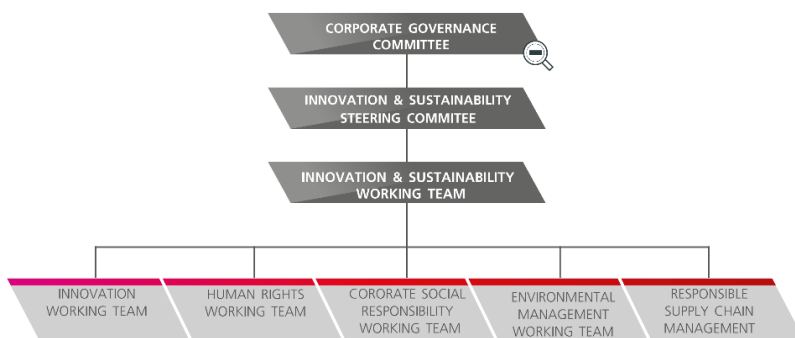 CORPORATE GOVERNANCE
COMMITTEE
INNOVATION & SUSTAINABILITY
STEERING COMMITEE
INNOVATION & SUSTAINABILITY
WORKING TEAM
INNOVATION
WORKING TEAM
HUMAN RIGHTS
WORKING TEAM
CORORATE SOCIAL
RESPONSIBILITY
WORKING TEAM
ENVIRONMENTAL
MANAGEMENT
WORKING TEAM
RESPONSIBLE
SUPPLY CHAIN
MANAGEMENT